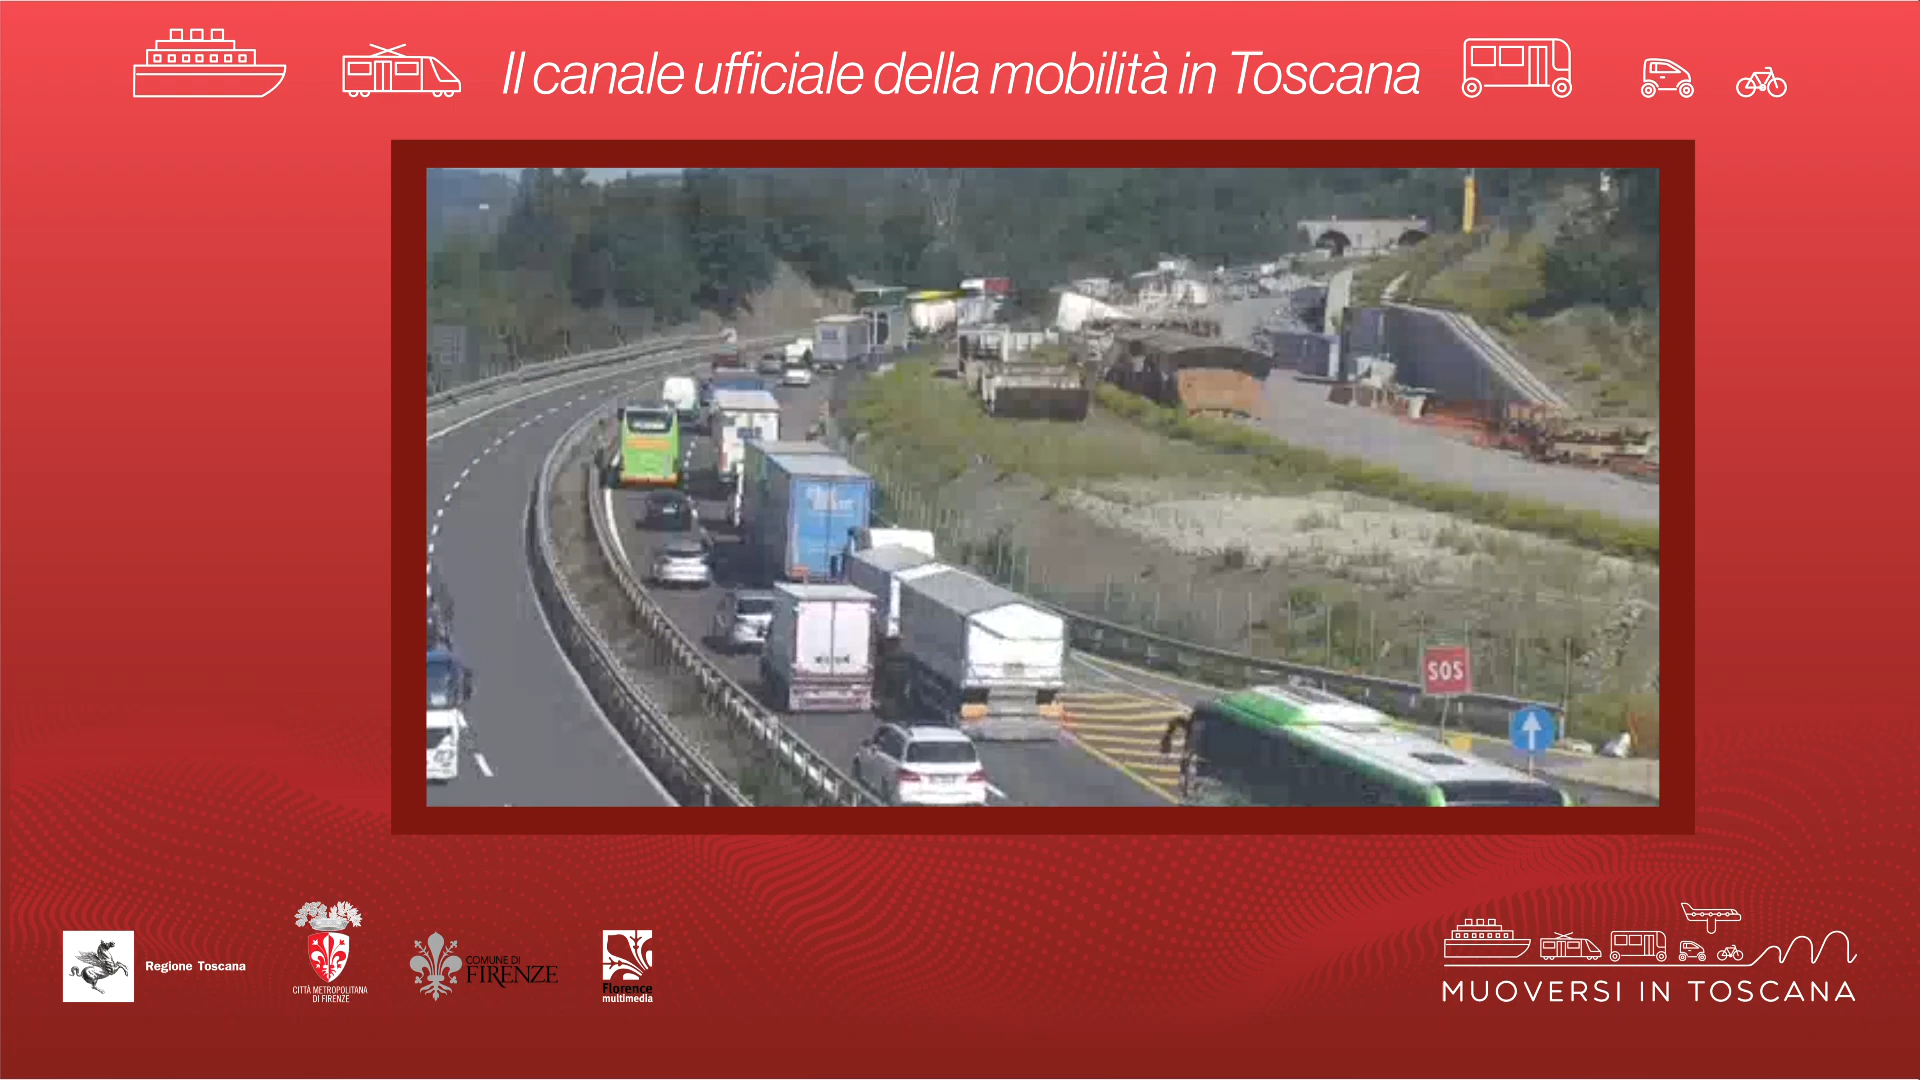 Il canale ufficiale della mobilità in Toscana
SOS
Regione Toscana
CITTÀ METROPOLITANA
DI FIRENZE
COMUNE DI
FIRENZE
Florence
multimedia
MUOVERSI IN TOSCANA